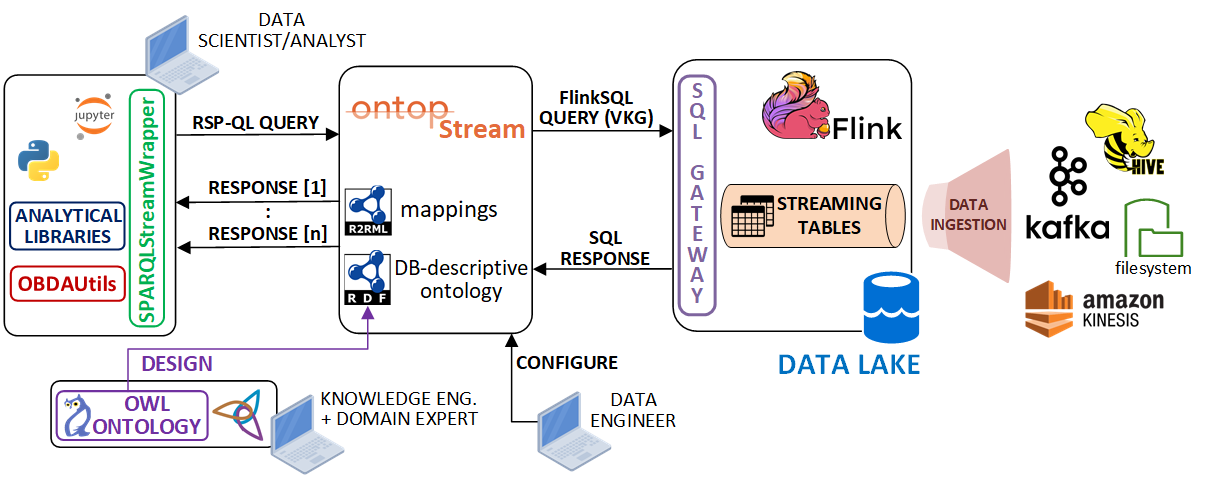 DATA
SCIENTIST/ANALYST
jupyter
ANALYTICAL
LIBRARIES
OBDAUtils
SPARQLStreamWrapper
RSP-QL QUERY
RESPONSE [1]
:
RESPONSE [n]
ontop
Stream
R2RML
mappings
RDF
DB-descriptive
ontology
FlinkSQL
QUERY (VKG)
SQL
RESPONSE
SQL GATEWAY
Flink
STREAMING
TABLES
DATA LAKE
DATA
INGESTION
HIVE
kafka
filesystem
amazon
KINESIS
DESIGN
OWL
ONTOLOGY
KNOWLEDGE ENG.
+ DOMAIN EXPERT
CONFIGURE
DATA
ENGINEER